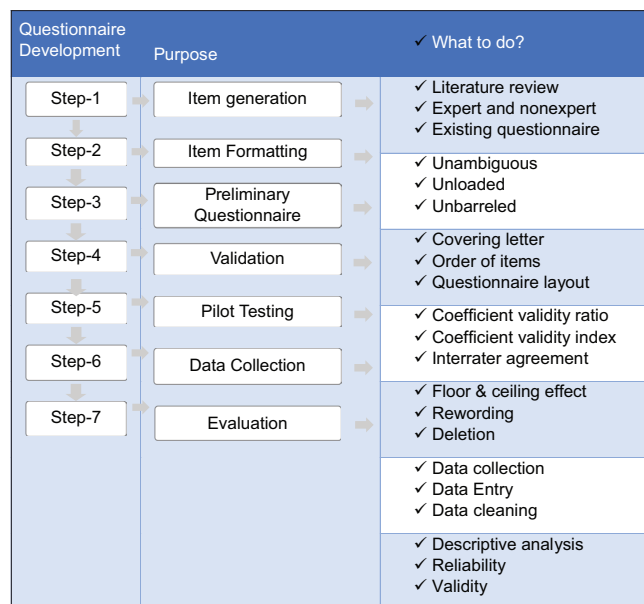 Questionnaire
Development
Purpose
✓ What to do?
Step-1
Step-2
Step-3
Step-4
Step-5
Step-6
Step-7
Item generation
Item Formatting
Preliminary
Questionnaire
Validation
Pilot Testing
Data Collection
Evaluation
✓ Literature review
✓ Expert and nonexpert
✓ Existing questionnaire
✓ Unambiguous
✓ Unloaded
✓ Unbarreled
✓ Covering letter
✓ Order of items
✓ Questionnaire layout
✓ Coefficient validity ratio
✓ Coefficient validity index
✓ Interrater agreement
✓ Floor & ceiling effect
✓ Rewording
✓ Deletion
✓ Data collection
✓ Data Entry
✓ Data cleaning
✓ Descriptive analysis
✓ Reliability
✓ Validity